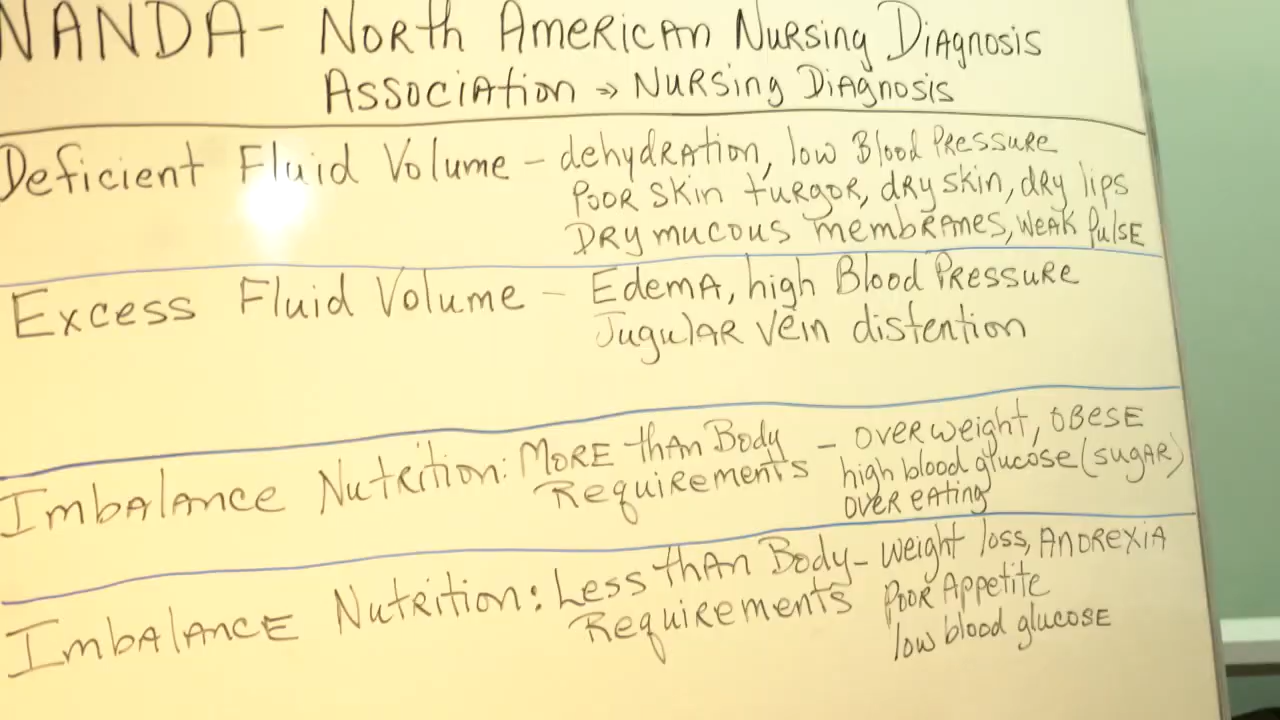 NANDA - North American Nursing Diagnosis
Association → Nursing Diagnosis
Deficient Fluid Volume - dehydration, low Blood Pressure
Poor skin turgor, dry skin, dry lips
Dry mucous membranes, weak pulse
Excess Fluid Volume - Edema, high Blood Pressure
Jugular vein distention
Imbalance Nutrition: More than Body Requirements - overweight, obese
high blood glucose (sugar)
over eating
Imbalance Nutrition: Less than Body Requirements - weight loss, Anorexia
Poor Appetite
low blood glucose